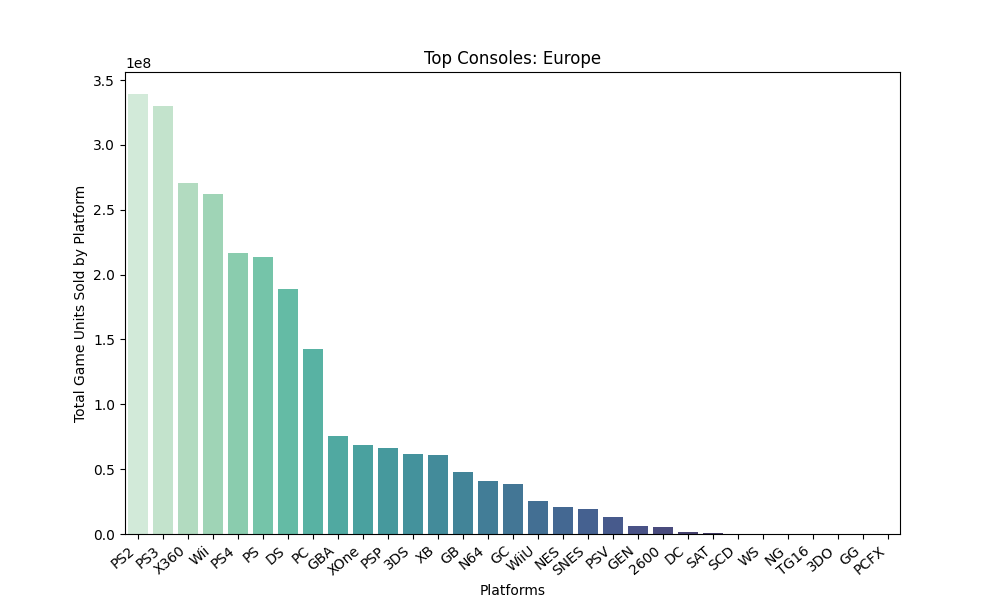 Top Consoles: Europe
1e8
3.5
3.0
2.5
2.0
1.5
1.0
0.5
0.0
Total Game Units Sold by Platform
PS2
PS3
X360
Wii
PS4
PS
DS
PC
GBA
XOne
PSP
3DS
XB
GB
N64
GC
WiiU
NES
SNES
PSV
GEN
2600
DC
SAT
SCD
WS
NG
TG16
3DO
GG
PCFX
Platforms